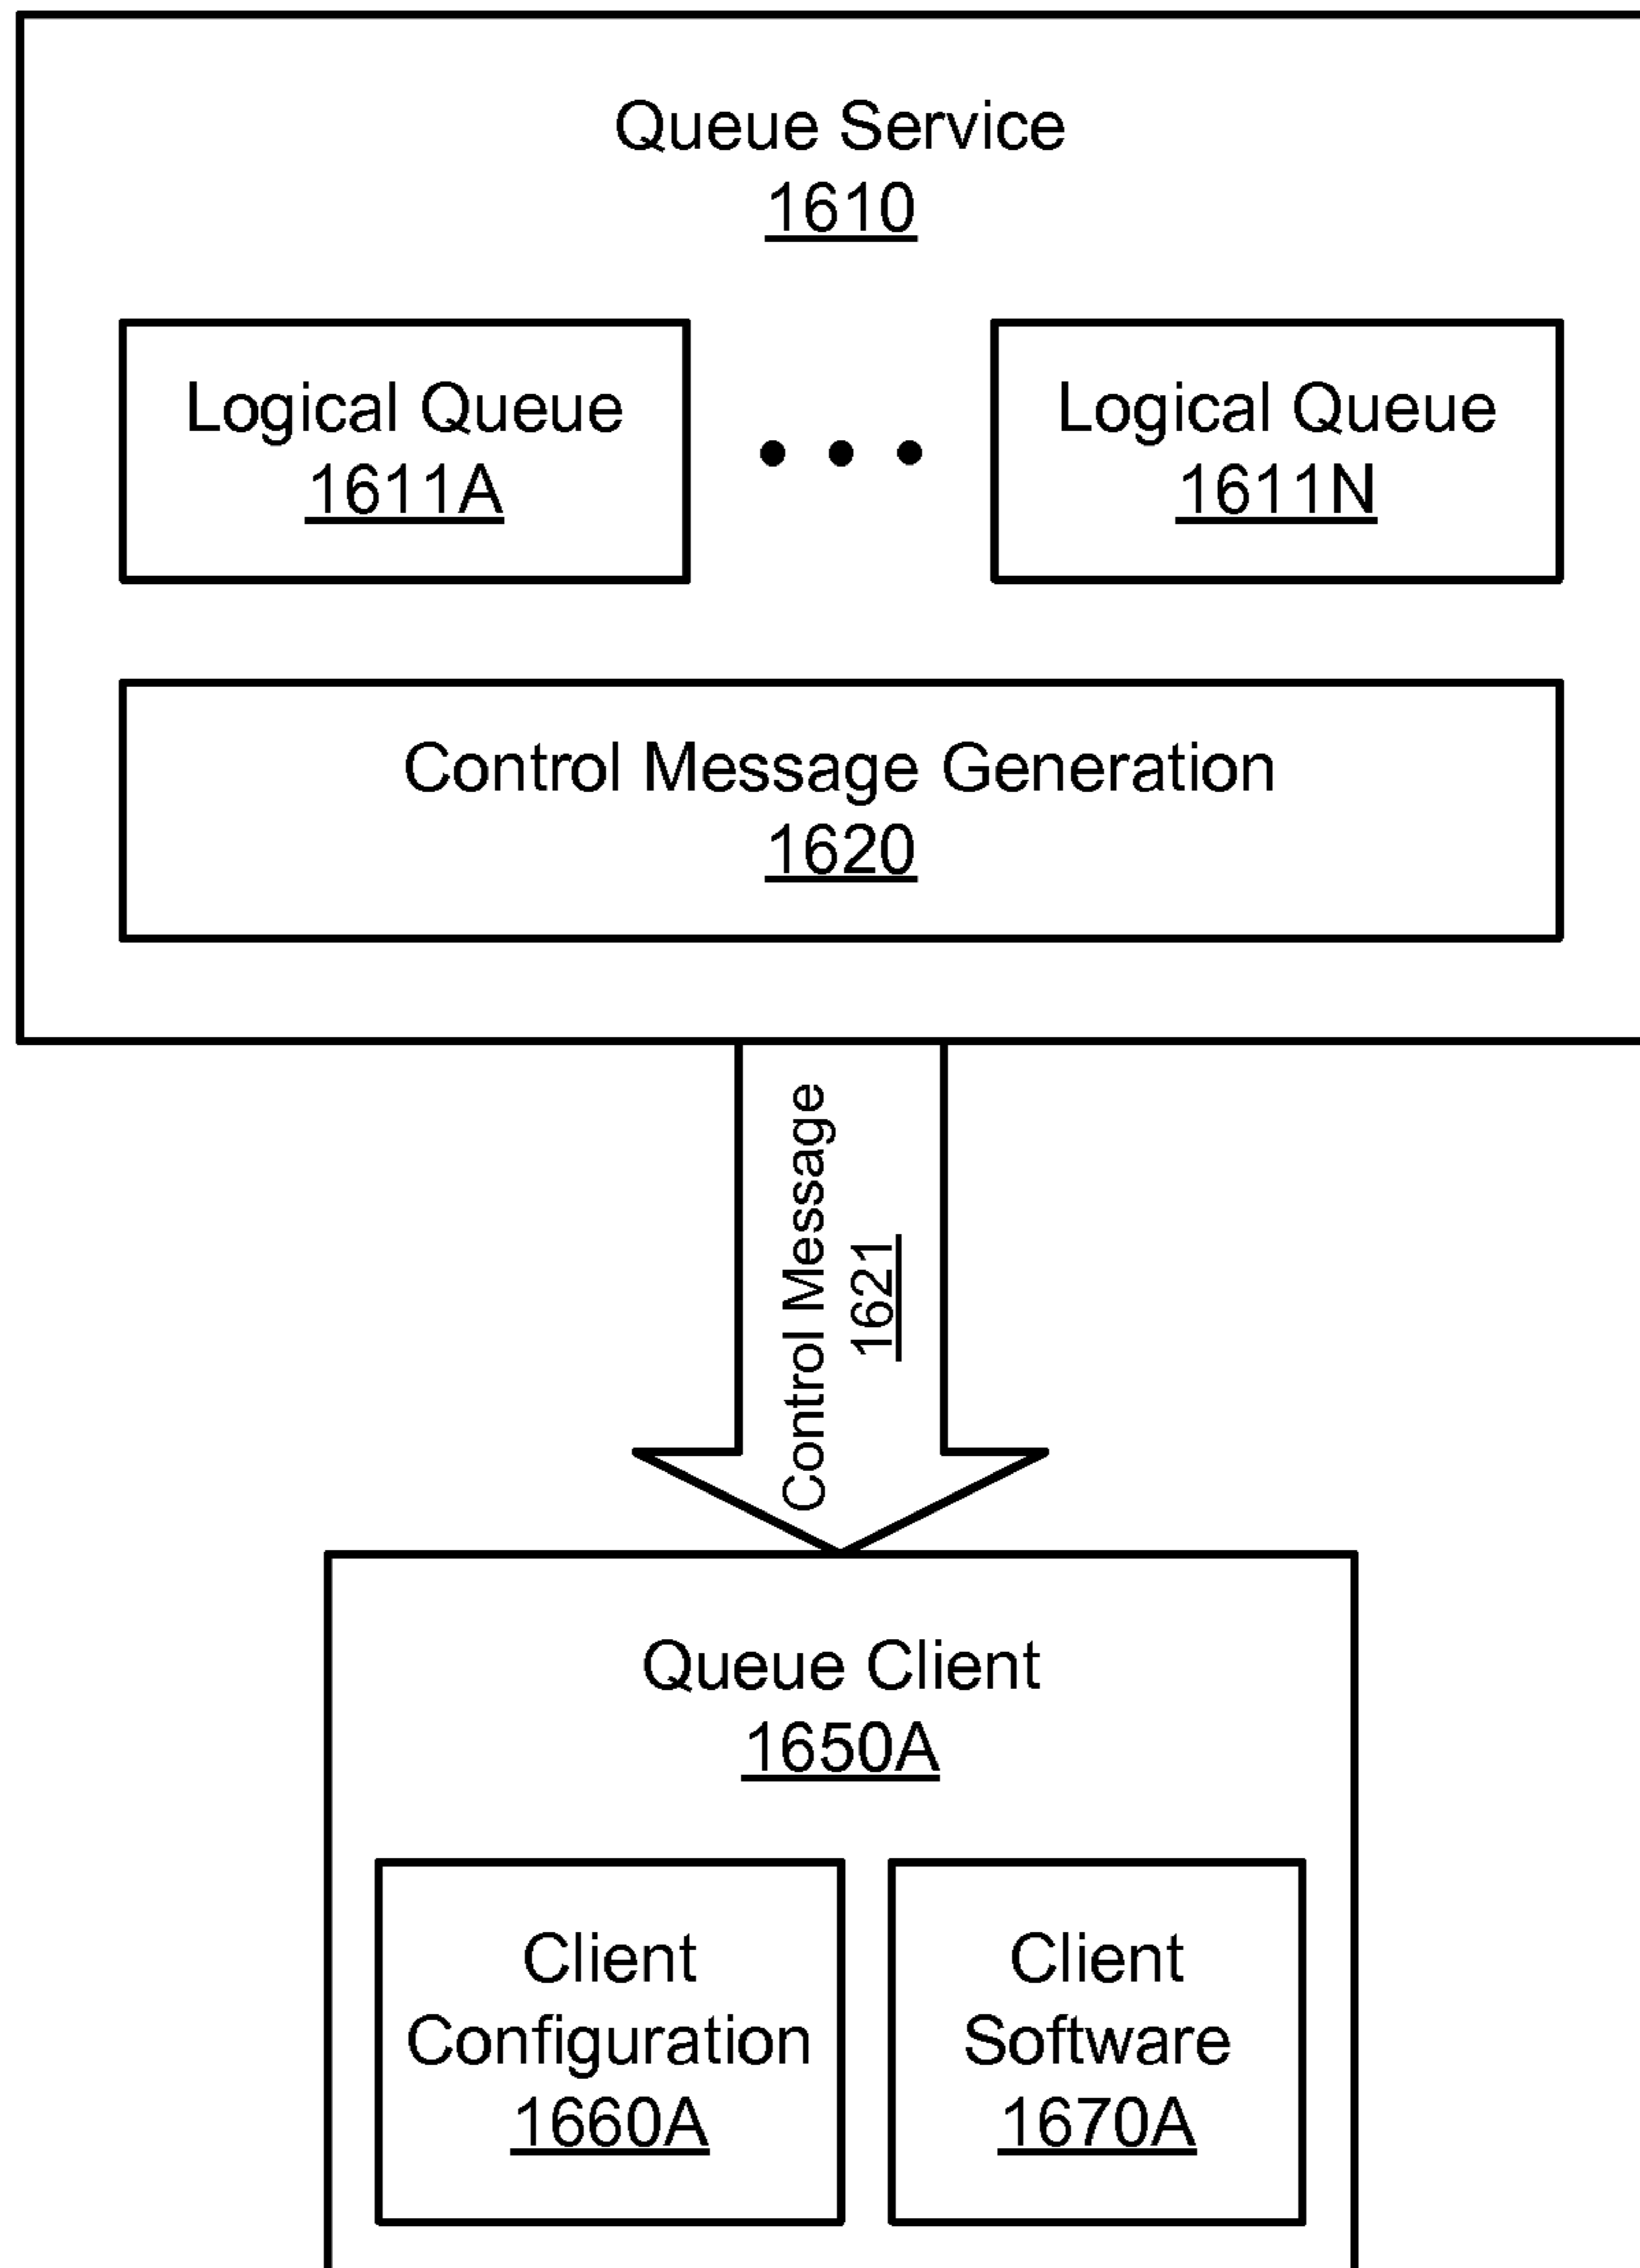 Queue Service
1610
Logical Queue
1611A
Logical Queue
1611N
Control Message Generation
1620
Control Message
1621
Queue Client
1650A
Client
Configuration
1660A
Client
Software
1670A